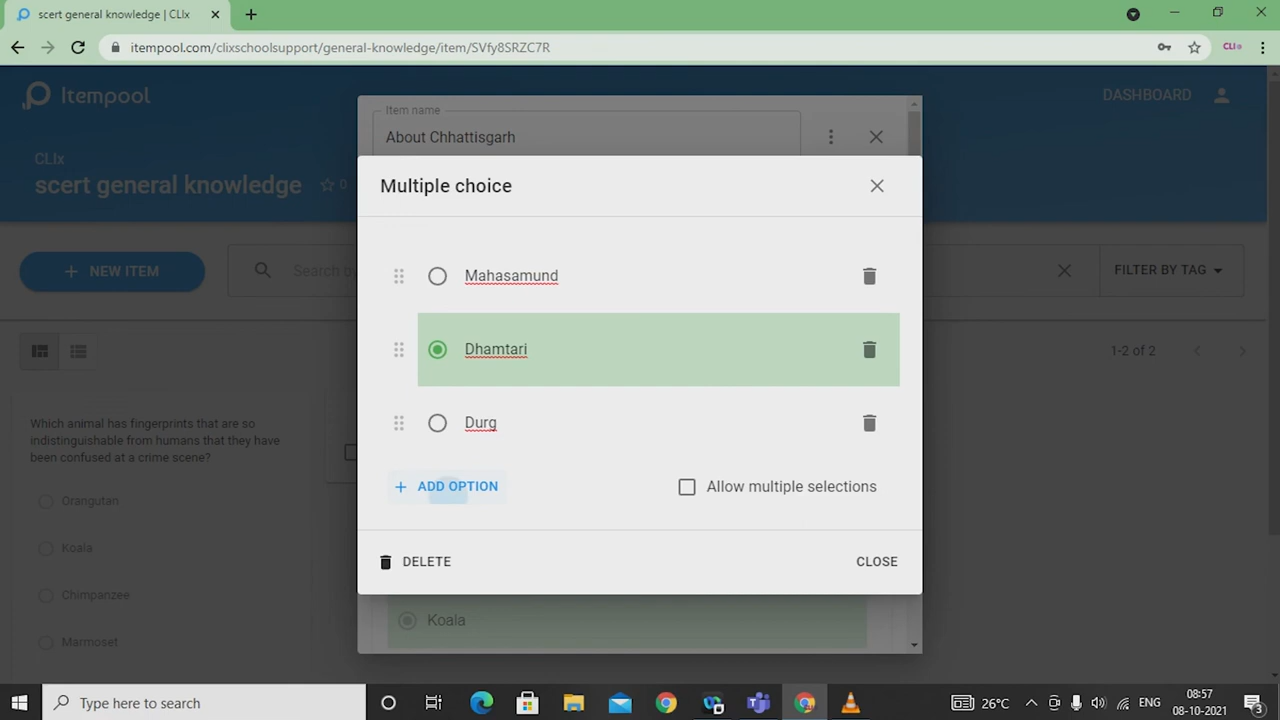 scert general knowledge | CLIx
itempool.com/clixschoolsupport/general-knowledge/item/SVfy8SRZC7R
Itempool
DASHBOARD
CLIx
scert general knowledge
0
Item name
About Chhattisgarh
Multiple choice
NEW ITEM
Search
FILTER BY TAG
Mahasamund
Dhamtari
1-2 of 2
Durg
Which animal has fingerprints that are so
indistinguishable from humans that they have
been confused at a crime scene?
Orangutan
Koala
Chimpanzee
Marmoset
+ ADD OPTION
Allow multiple selections
DELETE
CLOSE
Koala
Type here to search
26°C
ENG
08:57
08-10-2021
3